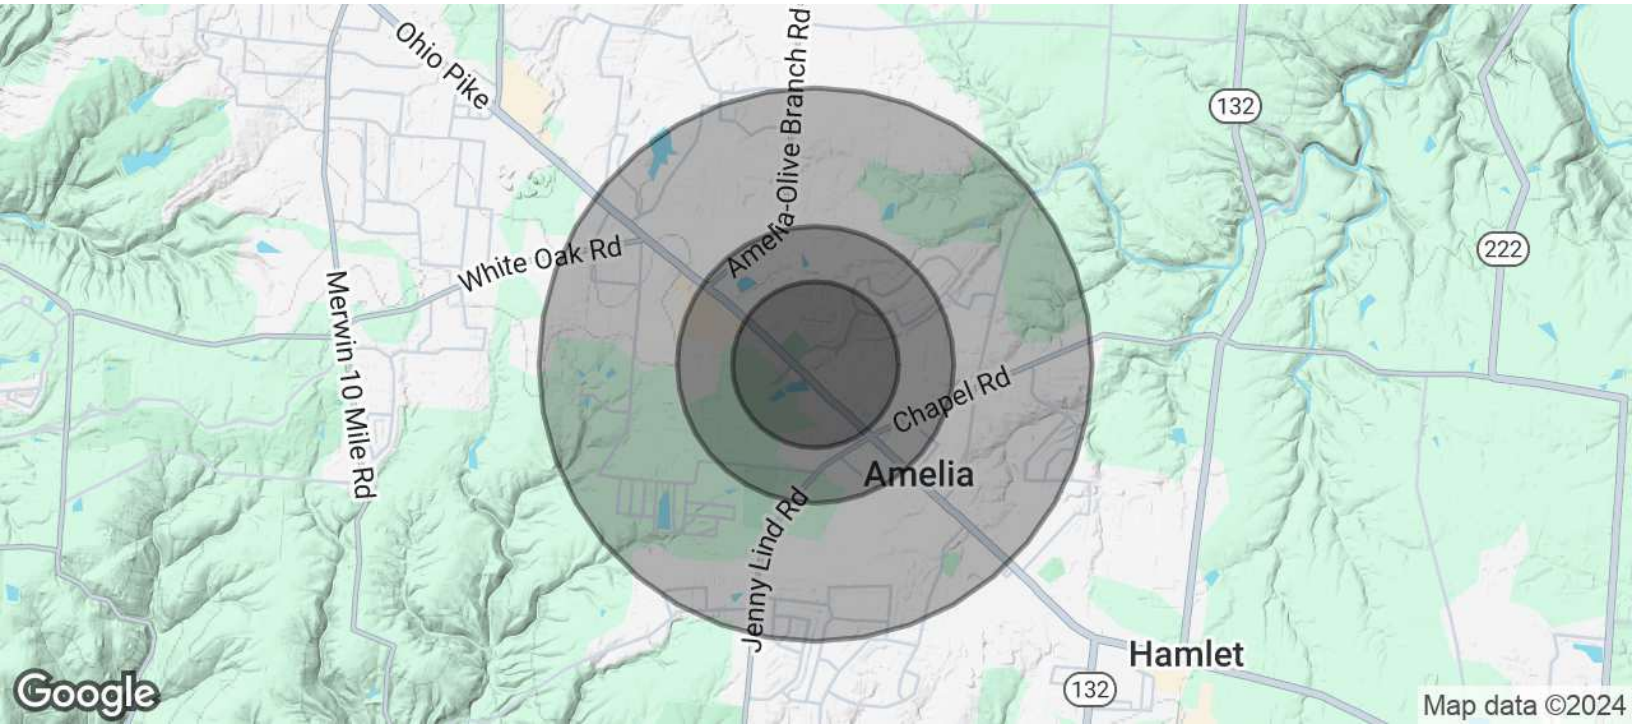 Ohio Pike
Amelia-Olive Branch Rd
132
White Oak Rd
222
Merwin 10 Mile Rd
Chapel Rd
Amelia
Jenny Lind Rd
Hamlet
132
Google
Map data ©2024